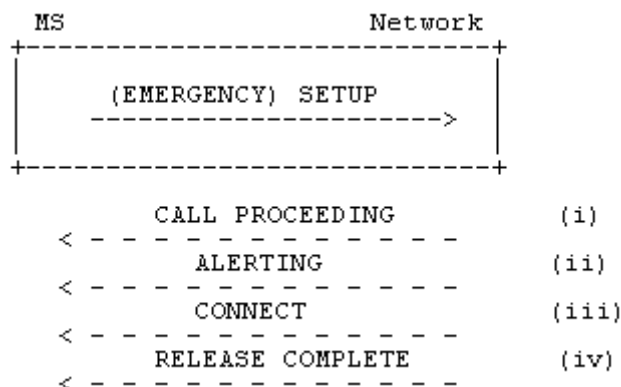 MS Network
(EMERGENCY) SETUP
CALL PROCEEDING (i)
ALERTING (ii)
CONNECT (iii)
RELEASE COMPLETE (iv)